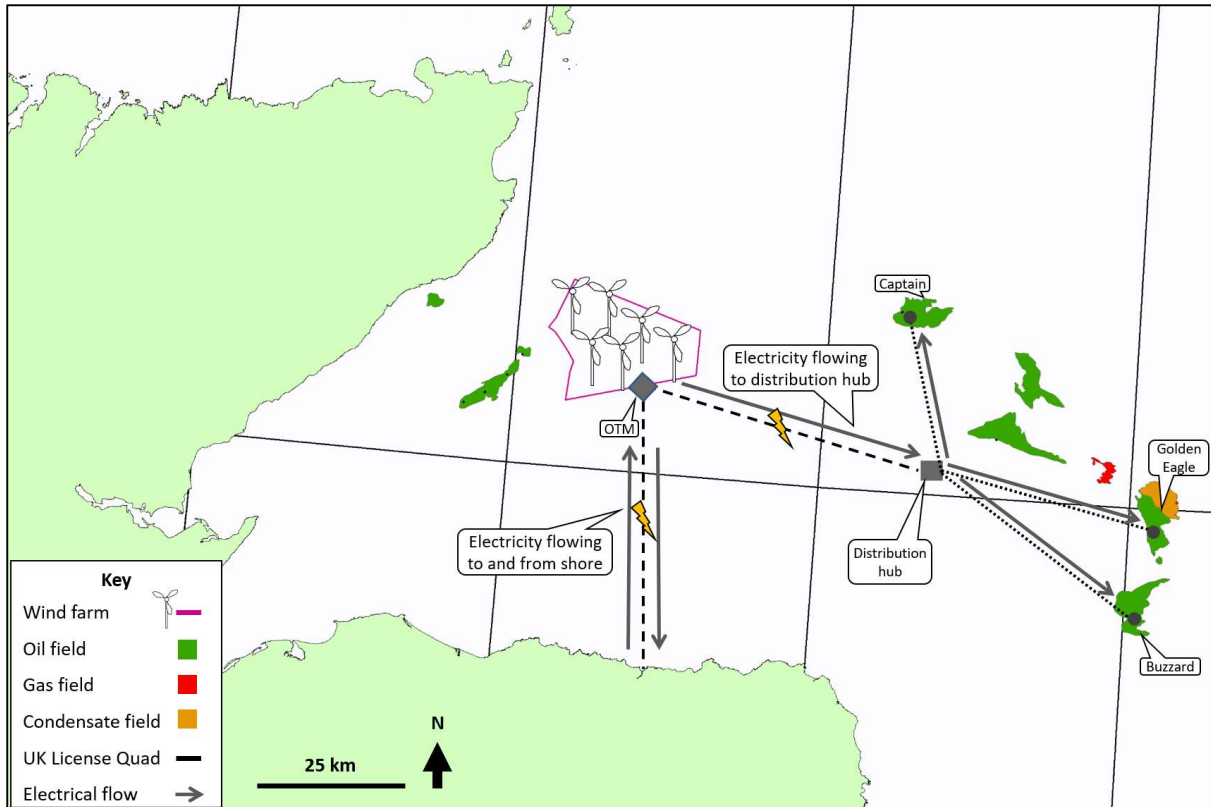 Captain
Electricity flowing
to distribution hub
OTM
Golden
Eagle
Electricity flowing
to and from shore
Distribution
hub
Buzzard
Key
Wind farm
Oil field
Gas field
Condensate field
UK License Quad
Electrical flow
N
25 km